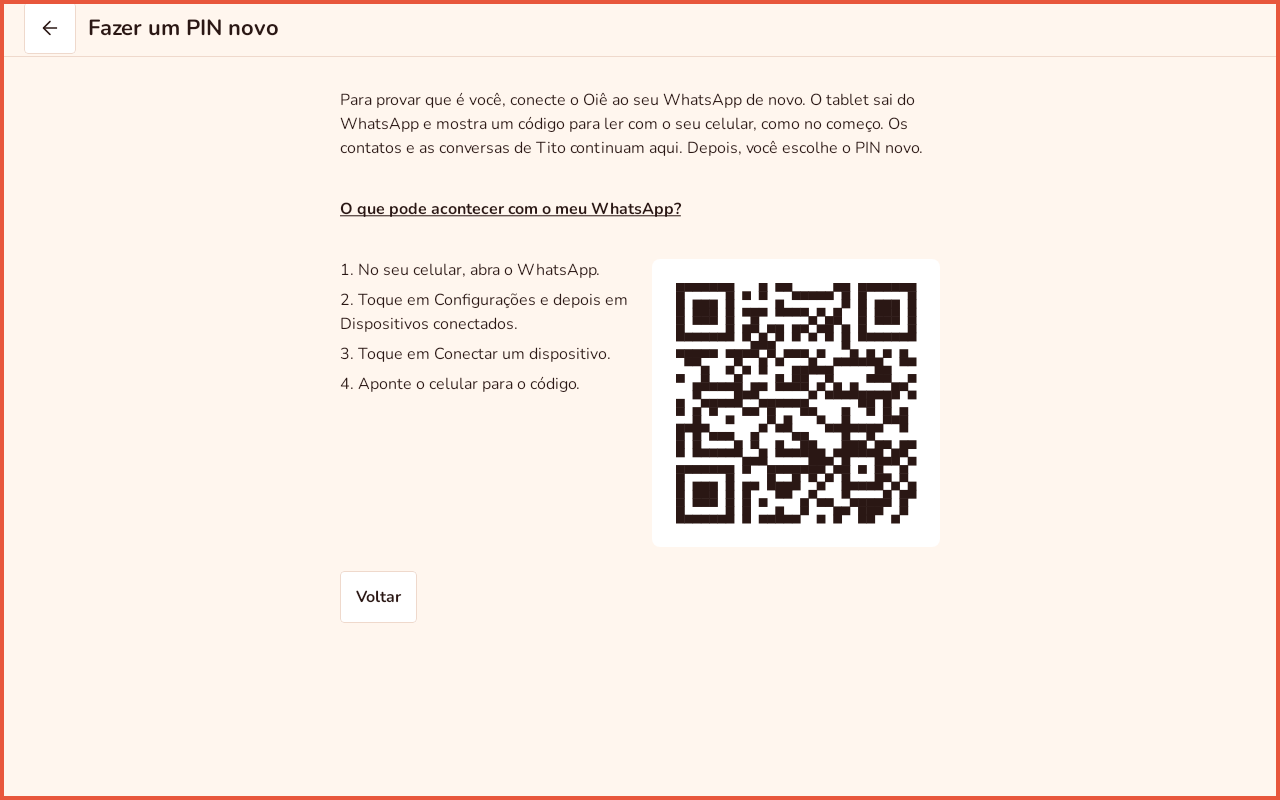 Fazer um PIN novo
Para provar que é você, conecte o Oiê ao seu WhatsApp de novo. O tablet sai do
WhatsApp e mostra um código para ler com o seu celular, como no começo. Os
contatos e as conversas de Tito continuam aqui. Depois, você escolhe o PIN novo.
O que pode acontecer com o meu WhatsApp?
1. No seu celular, abra o WhatsApp.
2. Toque em Configurações e depois em
Dispositivos conectados.
3. Toque em Conectar um dispositivo.
4. Aponte o celular para o código.
Voltar